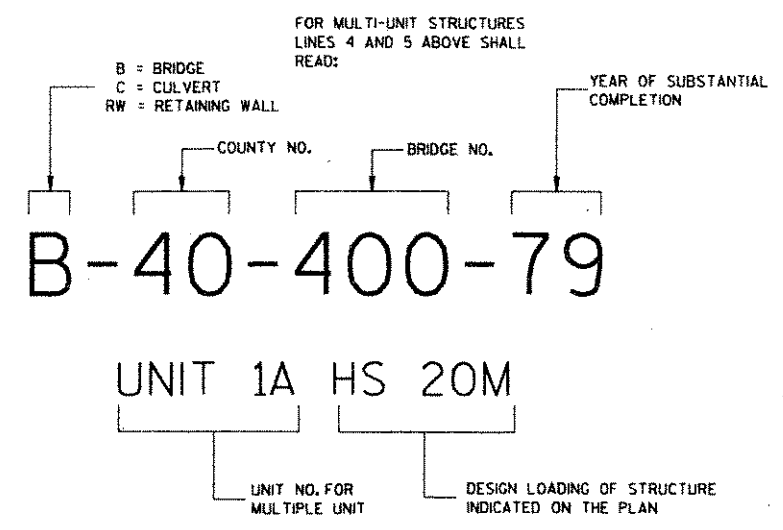 FOR MULTI-UNIT STRUCTURES
LINES 4 AND 5 ABOVE SHALL
READ:
B = BRIDGE
C = CULVERT
RW = RETAINING WALL
YEAR OF SUBSTANTIAL
COMPLETION
COUNTY NO.
BRIDGE NO.
B-40-400-79
UNIT 1A HS 20M
UNIT NO. FOR
MULTIPLE UNIT
DESIGN LOADING OF STRUCTURE
INDICATED ON THE PLAN